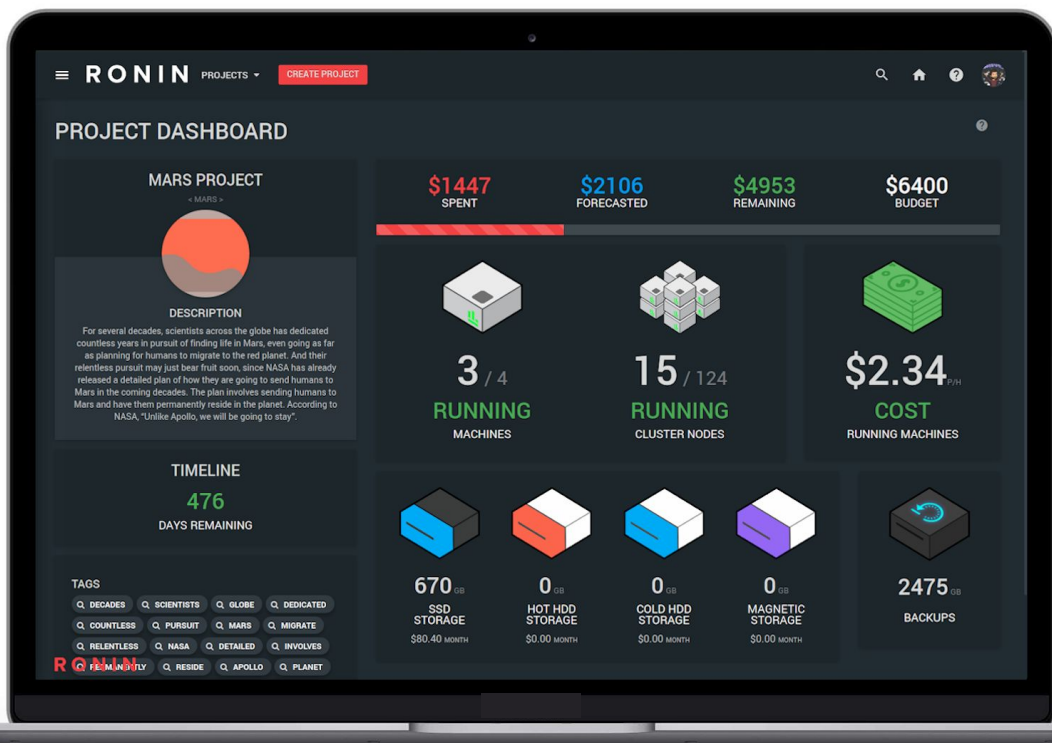 RONIN PROJECTS CREATE PROJECT
PROJECT DASHBOARD
MARS PROJECT
< MARS >
DESCRIPTION
For several decades, scientists across the globe has dedicated
countless years in pursuit of finding life in Mars, even going as far
as planning for humans to migrate to the red planet. And their
relentless pursuit may just bear fruit soon, since NASA has already
released a detailed plan of how they are going to send humans to
Mars in the coming decades. The plan involves sending humans to
Mars and have them permanently reside in the planet. According to
NASA, “Unlike Apollo, we will be going to stay”.
TIMELINE
476
DAYS REMAINING
TAGS
DECADES SCIENTISTS GLOBE DEDICATED
COUNTLESS PURSUIT MARS MIGRATE
RELENTLESS NASA DETAILED INVOLVES
RESIDE APOLLO PLANET
RONIN
$1447 $2106 $4953 $6400
SPENT FORECASTED REMAINING BUDGET
3 / 4
RUNNING
MACHINES
15 / 124
RUNNING
CLUSTER NODES
$2.34 P/H
COST
RUNNING MACHINES
670 GB
SSD
STORAGE
$80.40 MONTH
0 GB
HOT HDD
STORAGE
$0.00 MONTH
0 GB
COLD HDD
STORAGE
$0.00 MONTH
0 GB
MAGNETIC
STORAGE
$0.00 MONTH
2475 GB
BACKUPS